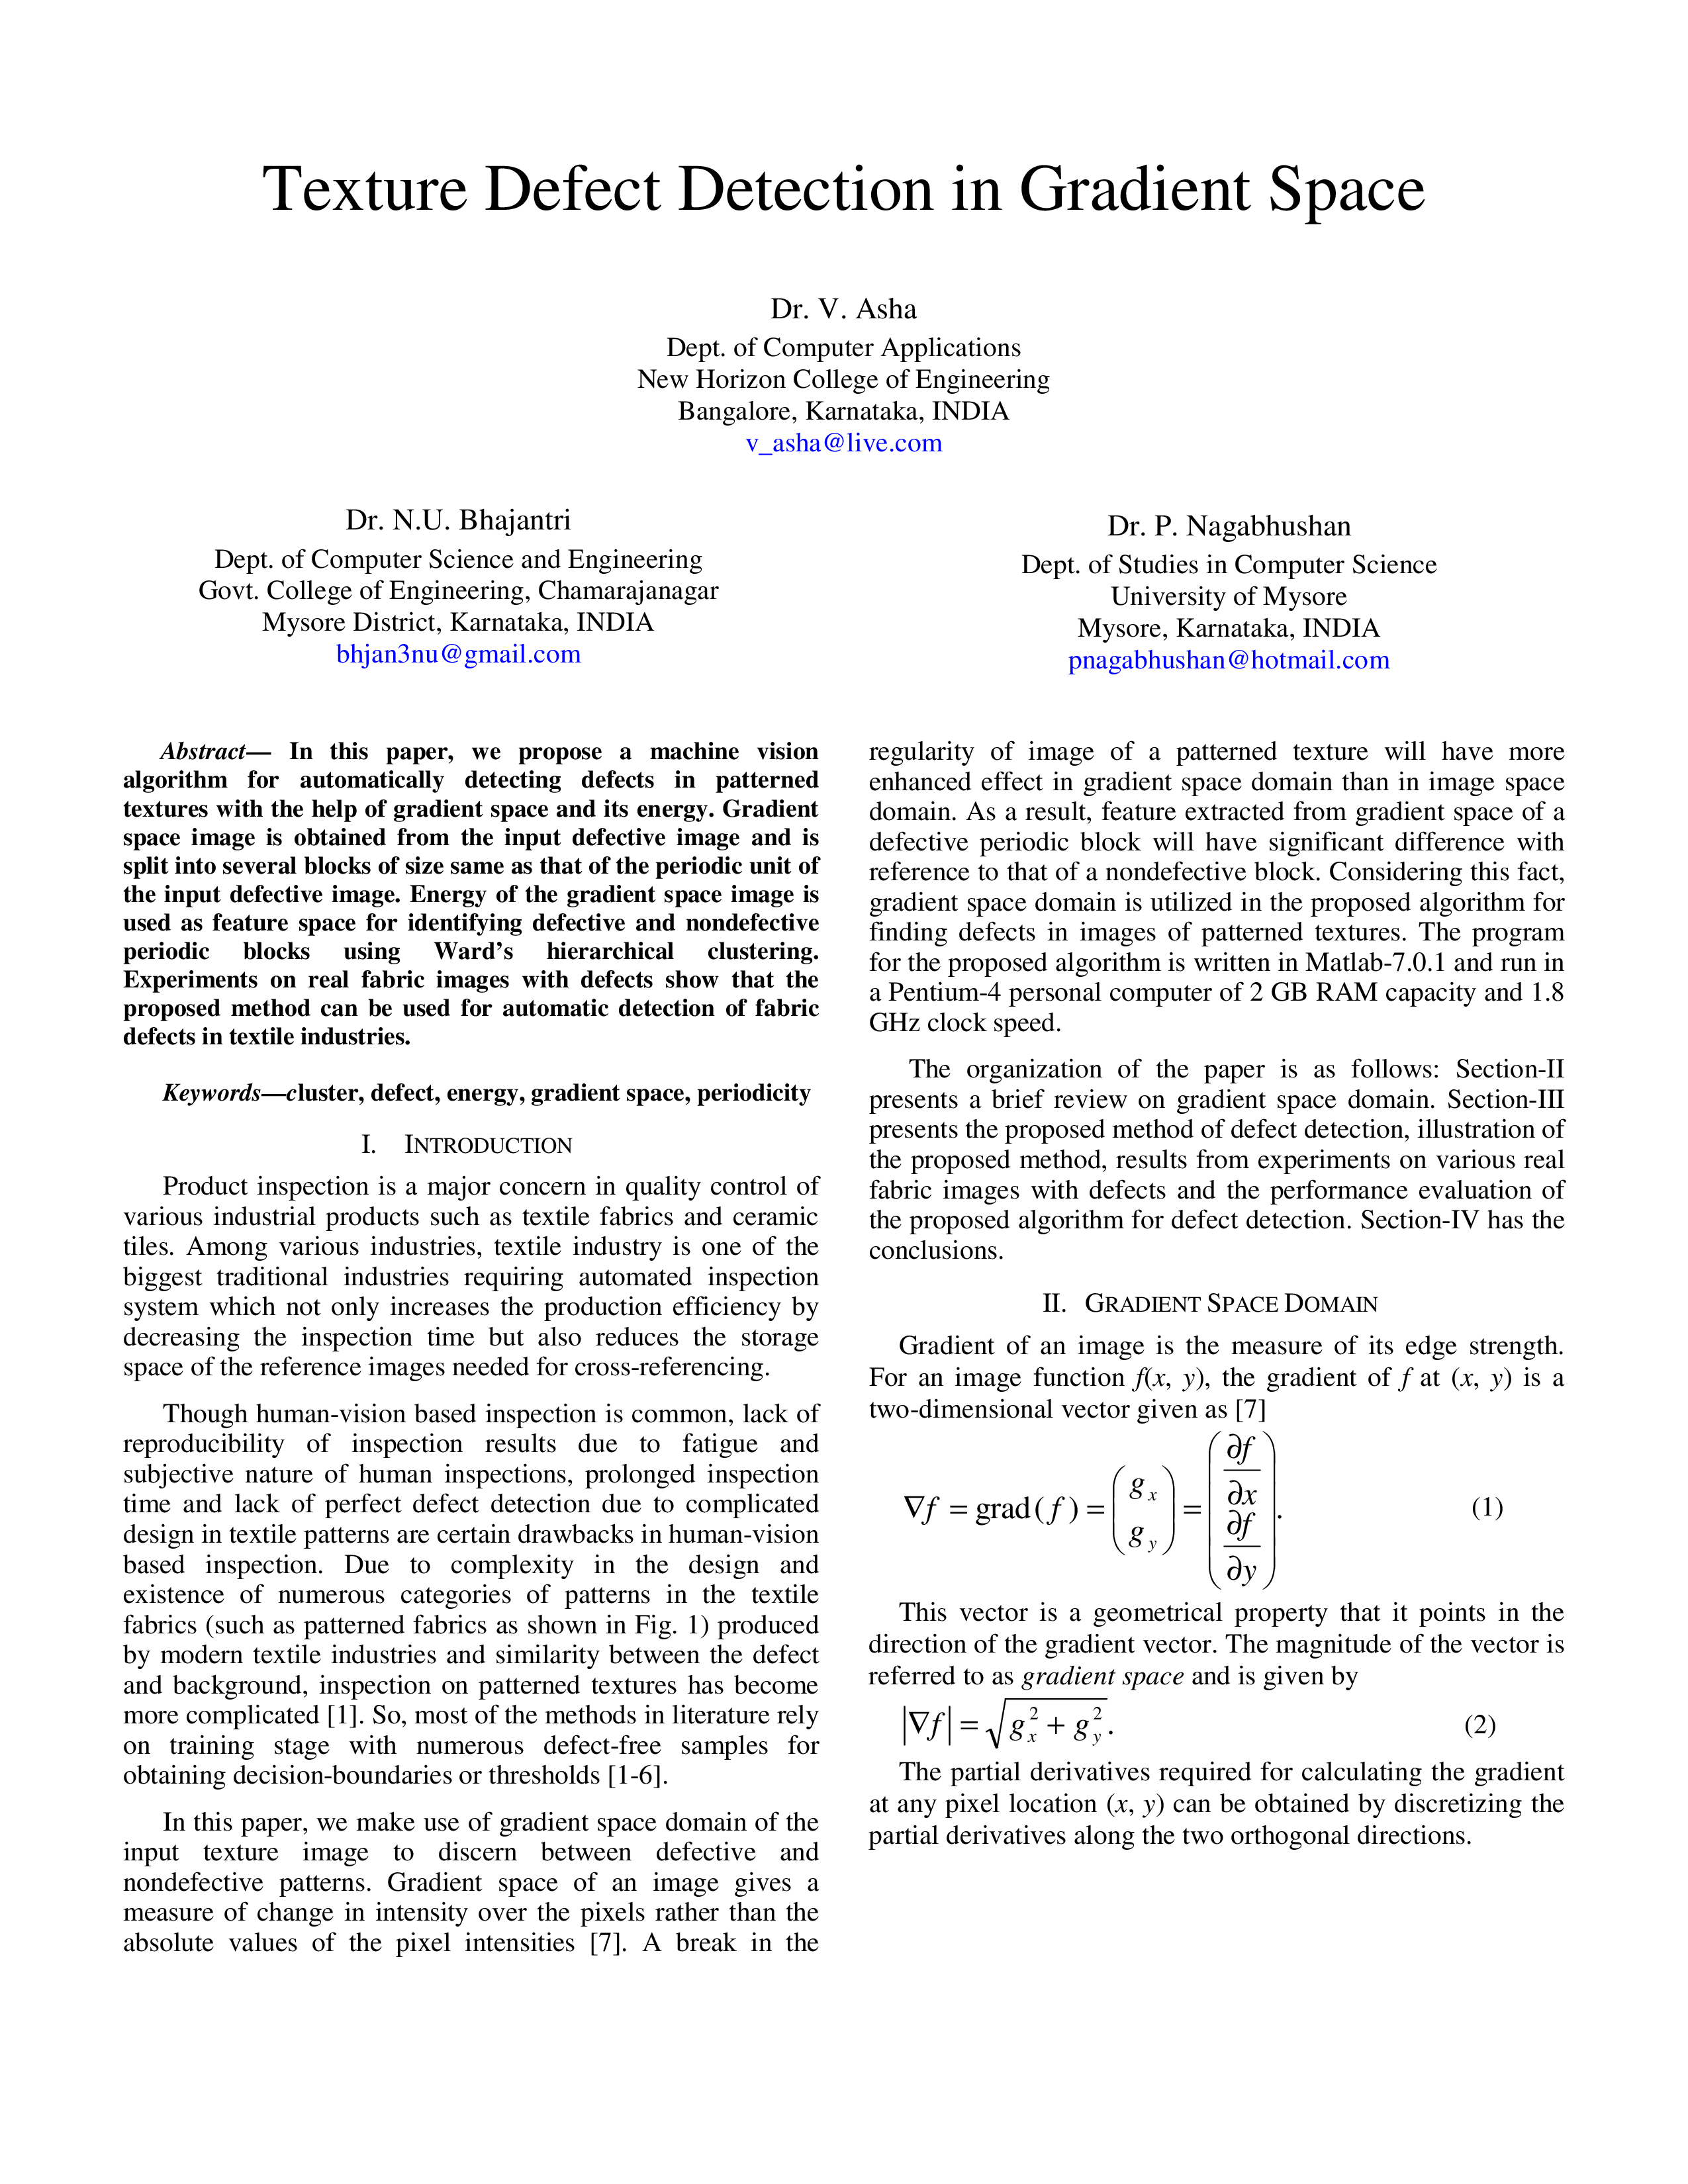 Texture Defect Detection in Gradient Space
Dr. V. Asha
Dept. of Computer Applications
New Horizon College of Engineering
Bangalore, Karnataka, INDIA
v_asha@live.com
Dr. N.U. Bhajantri
Dept. of Computer Science and Engineering
Govt. College of Engineering, Chamarajanagar
Mysore District, Karnataka, INDIA
bhjan3nu@gmail.com
Dr. P. Nagabhushan
Dept. of Studies in Computer Science
University of Mysore
Mysore, Karnataka, INDIA
pnagabhushan@hotmail.com
Abstract— In this paper, we propose a machine vision
algorithm for automatically detecting defects in patterned
textures with the help of gradient space and its energy. Gradient
space image is obtained from the input defective image and is
split into several blocks of size same as that of the periodic unit of
the input defective image. Energy of the gradient space image is
used as feature space for identifying defective and nondefective
periodic blocks using Ward's hierarchical clustering.
Experiments on real fabric images with defects show that the
proposed method can be used for automatic detection of fabric
defects in textile industries.
Keywords—cluster, defect, energy, gradient space, periodicity
I. INTRODUCTION
Product inspection is a major concern in quality control of
various industrial products such as textile fabrics and ceramic
tiles. Among various industries, textile industry is one of the
biggest traditional industries requiring automated inspection
system which not only increases the production efficiency by
decreasing the inspection time but also reduces the storage
space of the reference images needed for cross-referencing.
Though human-vision based inspection is common, lack of
reproducibility of inspection results due to fatigue and
subjective nature of human inspections, prolonged inspection
time and lack of perfect defect detection due to complicated
design in textile patterns are certain drawbacks in human-vision
based inspection. Due to complexity in the design and
existence of numerous categories of patterns in the textile
fabrics (such as patterned fabrics as shown in Fig. 1) produced
by modern textile industries and similarity between the defect
and background, inspection on patterned textures has become
more complicated [1]. So, most of the methods in literature rely
on training stage with numerous defect-free samples for
obtaining decision-boundaries or thresholds [1-6].
In this paper, we make use of gradient space domain of the
input texture image to discern between defective and
nondefective patterns. Gradient space of an image gives a
measure of change in intensity over the pixels rather than the
absolute values of the pixel intensities [7]. A break in the
regularity of image of a patterned texture will have more
enhanced effect in gradient space domain than in image space
domain. As a result, feature extracted from gradient space of a
defective periodic block will have significant difference with
reference to that of a nondefective block. Considering this fact,
gradient space domain is utilized in the proposed algorithm for
finding defects in images of patterned textures. The program
for the proposed algorithm is written in Matlab-7.0.1 and run in
a Pentium-4 personal computer of 2 GB RAM capacity and 1.8
GHz clock speed.
The organization of the paper is as follows: Section-II
presents a brief review on gradient space domain. Section-III
presents the proposed method of defect detection, illustration of
the proposed method, results from experiments on various real
fabric images with defects and the performance evaluation of
the proposed algorithm for defect detection. Section-IV has the
conclusions.
II. GRADIENT SPACE DOMAIN
Gradient of an image is the measure of its edge strength.
For an image function f(x, y), the gradient of f at (x, y) is a
two-dimensional vector given as [7]
∇f = grad(f) = (g_x g_y) = (∂f/∂x ∂f/∂y). (1)
This vector is a geometrical property that it points in the
direction of the gradient vector. The magnitude of the vector is
referred to as gradient space and is given by
|∇f| = √(g_x² + g_y²). (2)
The partial derivatives required for calculating the gradient
at any pixel location (x, y) can be obtained by discretizing the
partial derivatives along the two orthogonal directions.